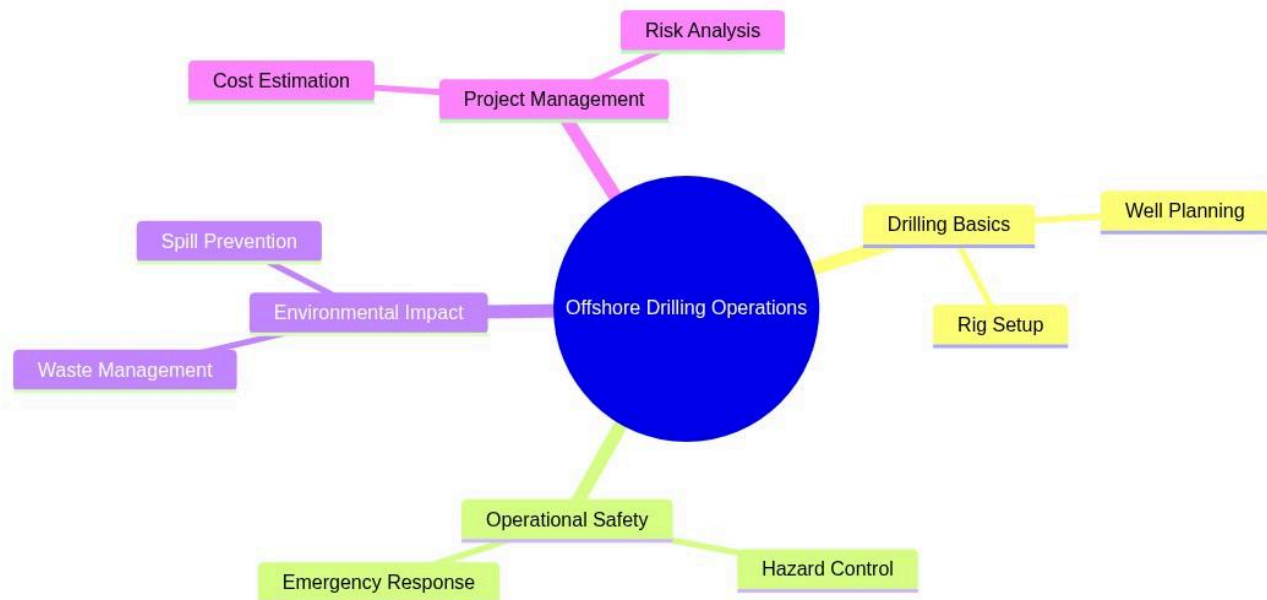 Risk Analysis
Cost Estimation
Project Management
Well Planning
Drilling Basics
Spill Prevention
Offshore Drilling Operations
Environmental Impact
Rig Setup
Waste Management
Operational Safety
Hazard Control
Emergency Response